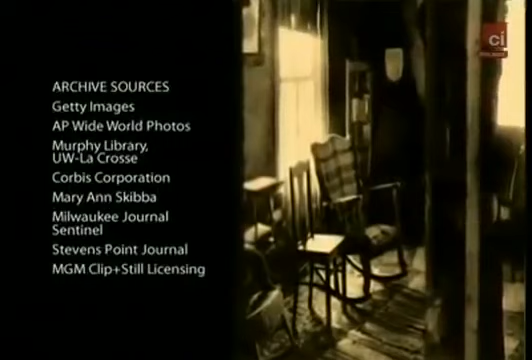 ci
ARCHIVE SOURCES
Getty Images
AP Wide World Photos
Murphy Library,
UW-La Crosse
Corbis Corporation
Mary Ann Skibba
Milwaukee Journal
Sentinel
Stevens Point Journal
MGM Clip+Still Licensing